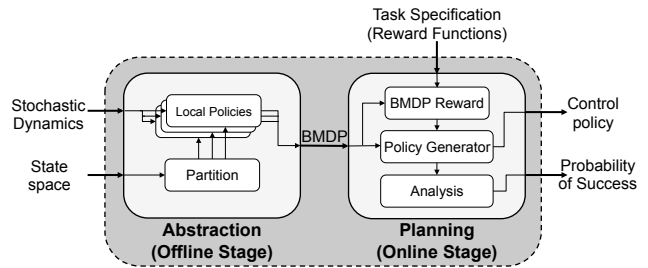 Task Specification
(Reward Functions)
Stochastic
Dynamics
Local Policies
BMDP
BMDP Reward
Control
policy
Policy Generator
State
space
Partition
Analysis
Probability
of Success
Abstraction
(Offline Stage)
Planning
(Online Stage)